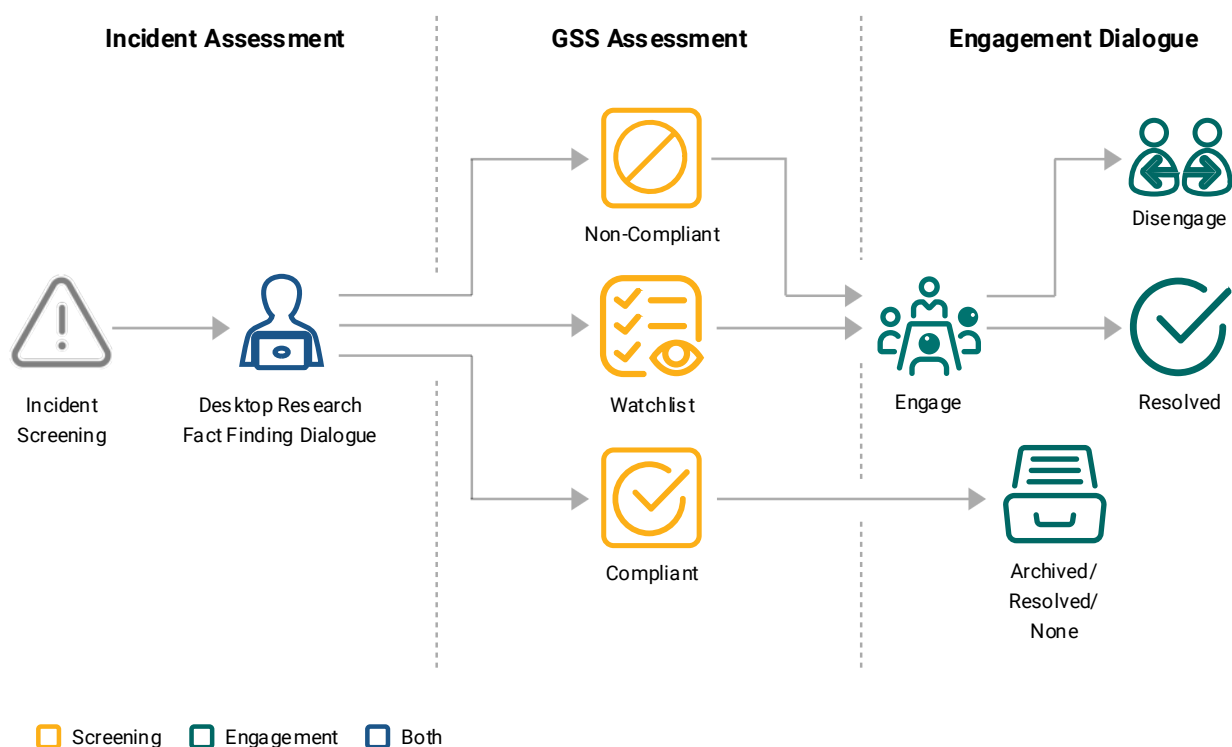 Incident Assessment
GSS Assessment
Engagement Dialogue
Non-Compliant
Disengage
Incident
Screening
Desktop Research
Fact Finding Dialogue
Watchlist
Engage
Resolved
Compliant
Archived/
Resolved/
None
Screening
Engagement
Both